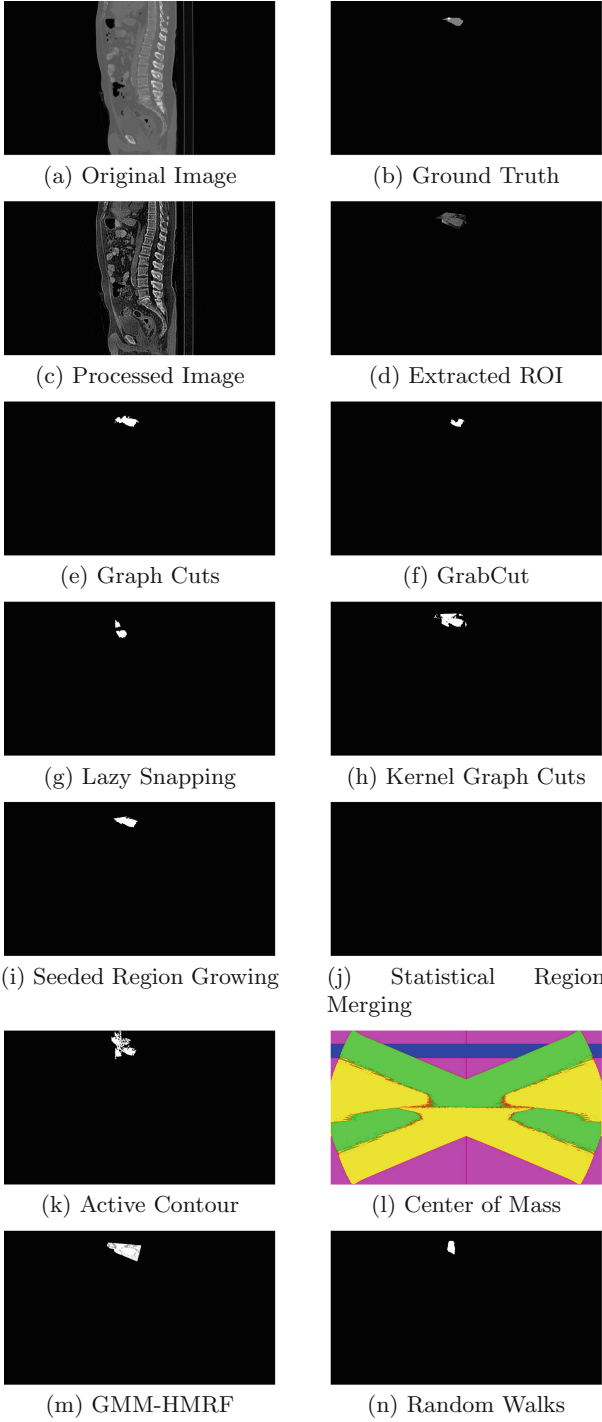 (a) Original Image
(b) Ground Truth
(c) Processed Image
(d) Extracted ROI
(e) Graph Cuts
(f) GrabCut
(g) Lazy Snapping
(h) Kernel Graph Cuts
(i) Seeded Region Growing
(j) Statistical Region
Merging
(k) Active Contour
(l) Center of Mass
(m) GMM-HMRF
(n) Random Walks